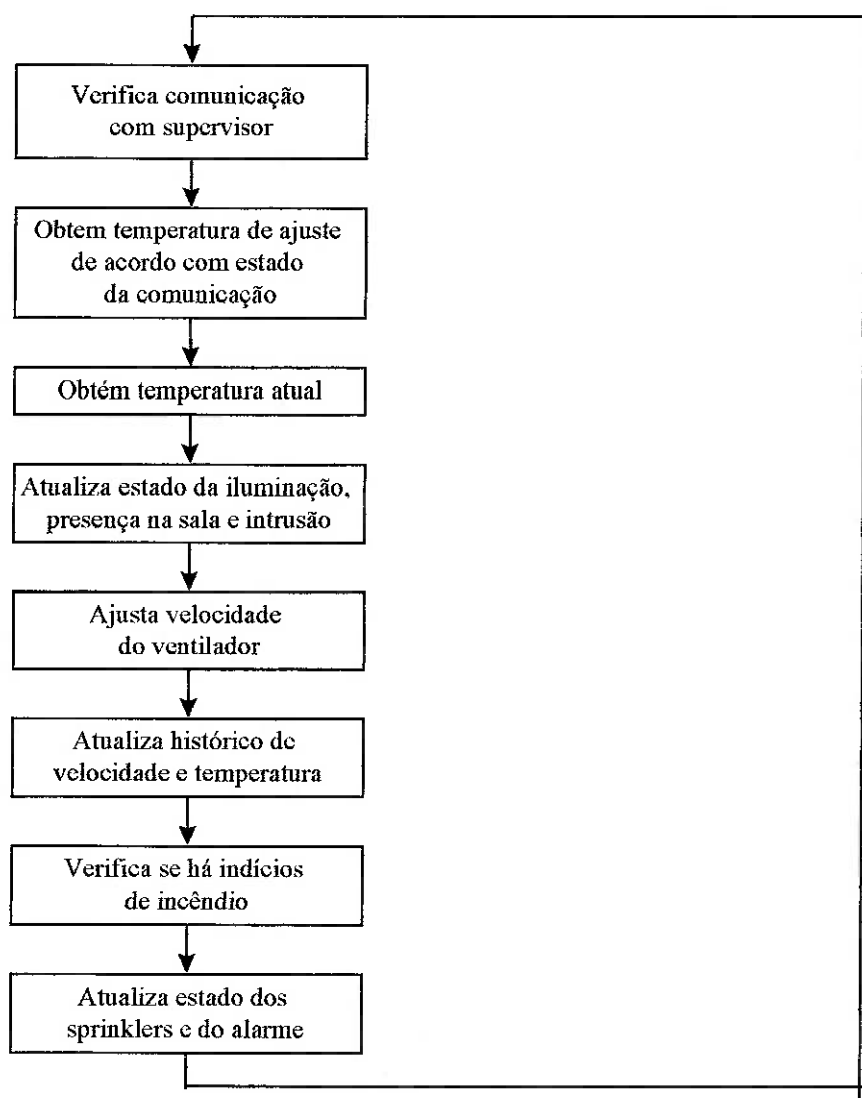 Verifica comunicação
com supervisor
Obtem temperatura de ajuste
de acordo com estado
da comunicação
Obtém temperatura atual
Atualiza estado da iluminação,
presença na sala e intrusão
Ajusta velocidade
do ventilador
Atualiza histórico de
velocidade e temperatura
Verifica se há indícios
de incêndio
Atualiza estado dos
sprinklers e do alarme